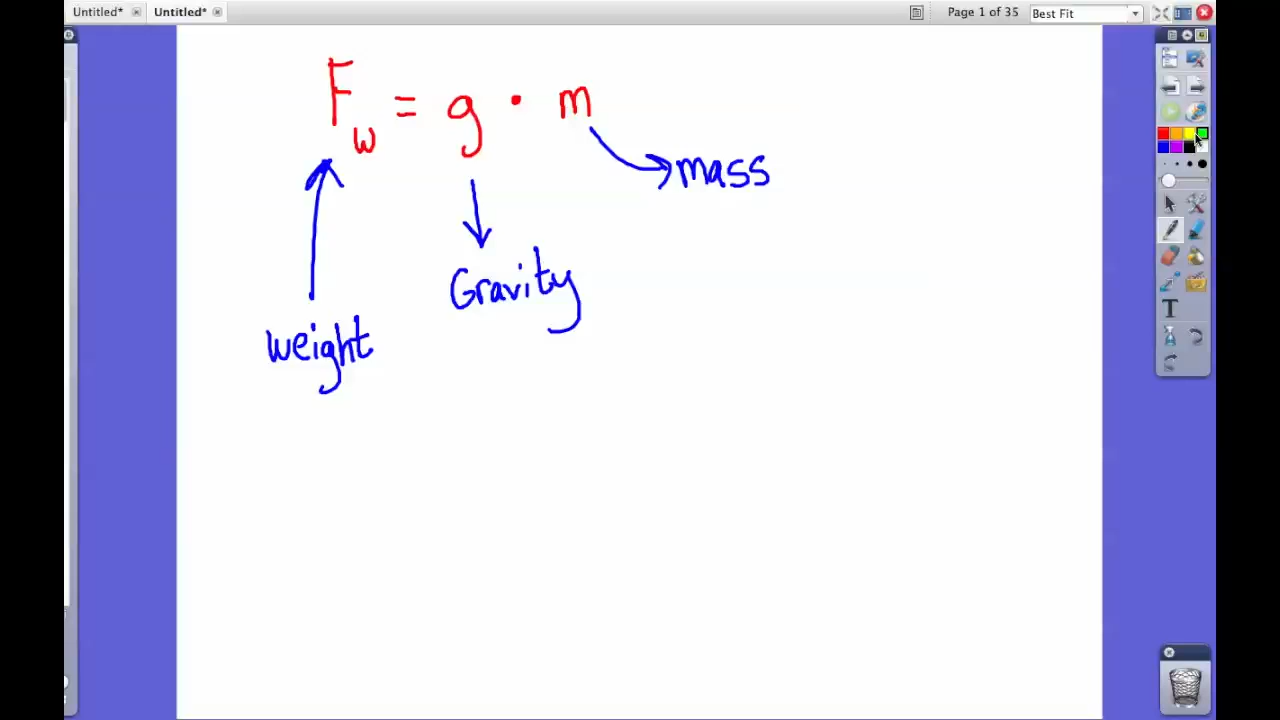 Untitled* Untitled* Page 1 of 35 Best Fit
F_w = g · m
mass
Gravity
weight
T